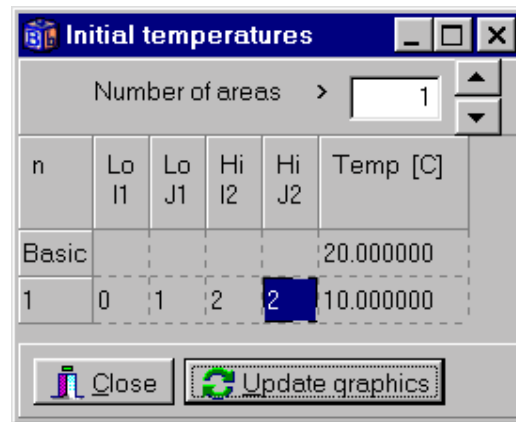 Initial temperatures
Number of areas > 1
n Lo I1 Lo J1 Hi I2 Hi J2 Temp [C]
Basic 20.000000
1 0 1 2 2 10.000000
Close Update graphics